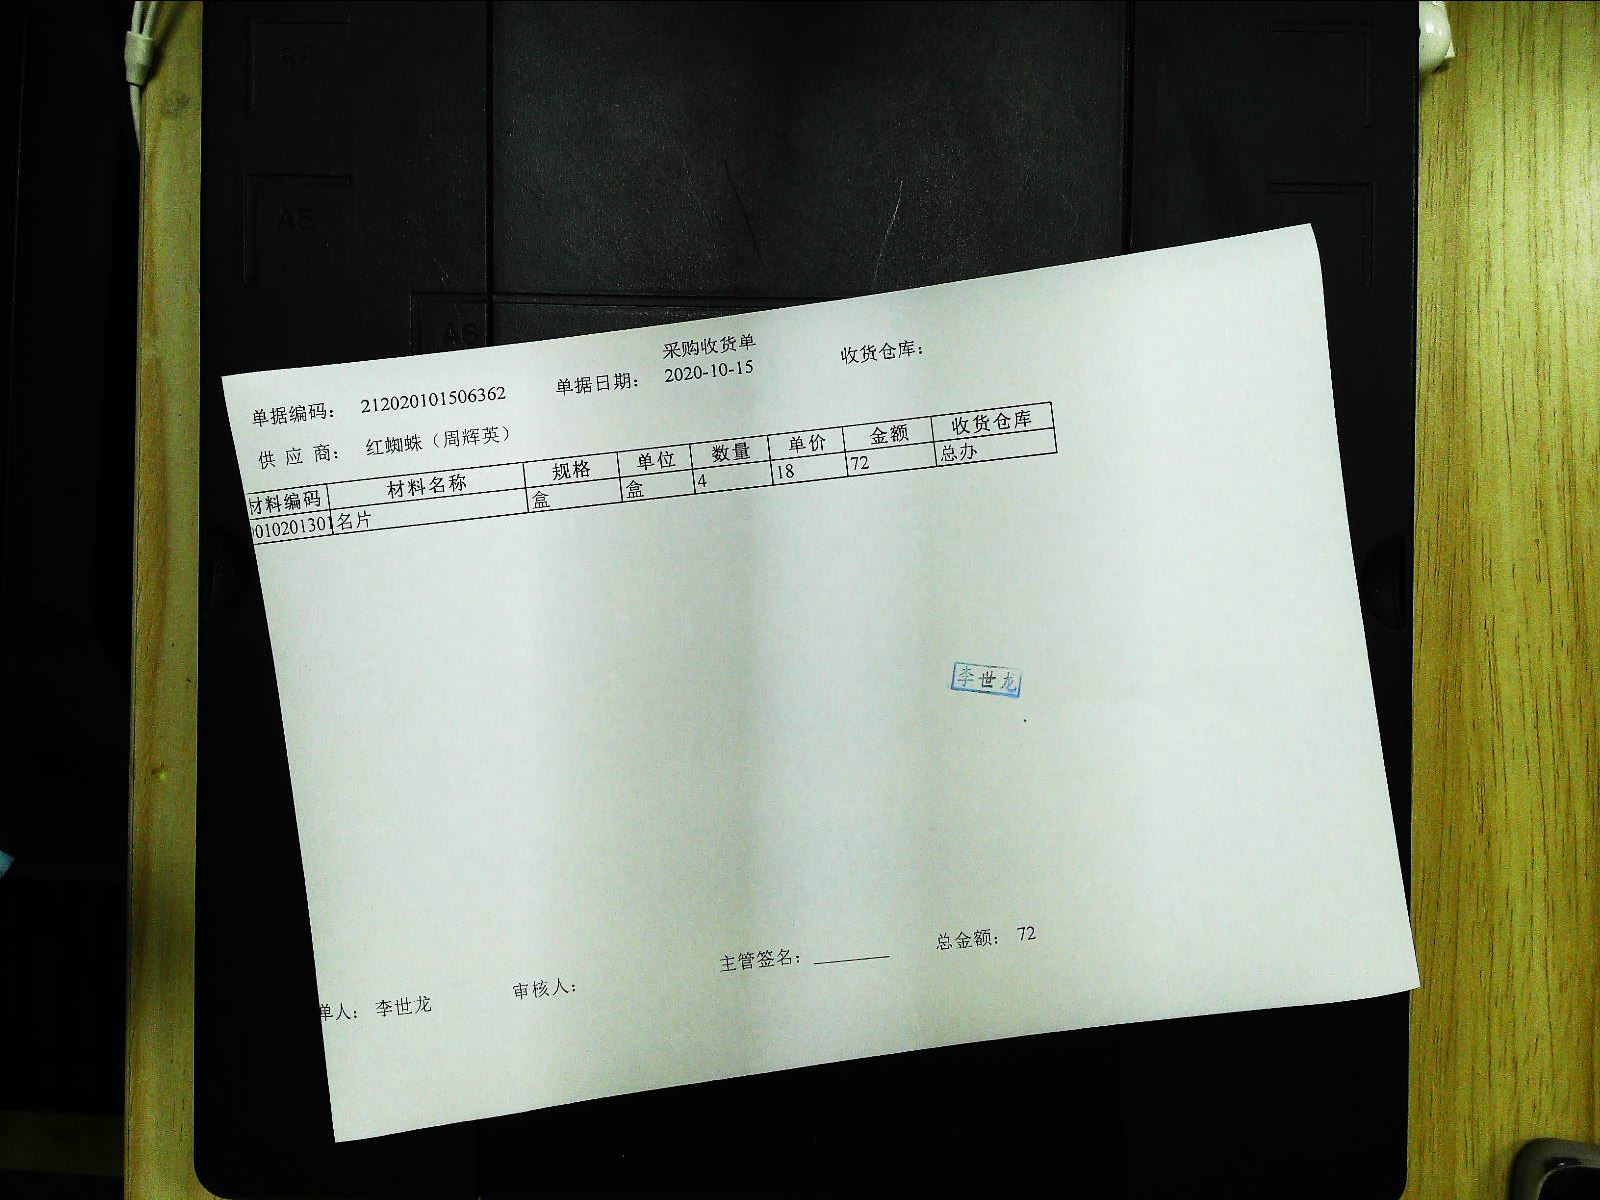 A4
A5
A6
采购收货单
单据编码： 212020101506362 单据日期： 2020-10-15 收货仓库：
供 应 商： 红蜘蛛（周辉英）
材料编码 材料名称 规格 单位 数量 单价 金额 收货仓库
010201301 名片 盒 盒 4 18 72 总办
李世龙
主管签名：________ 总金额： 72
单人： 李世龙 审核人：